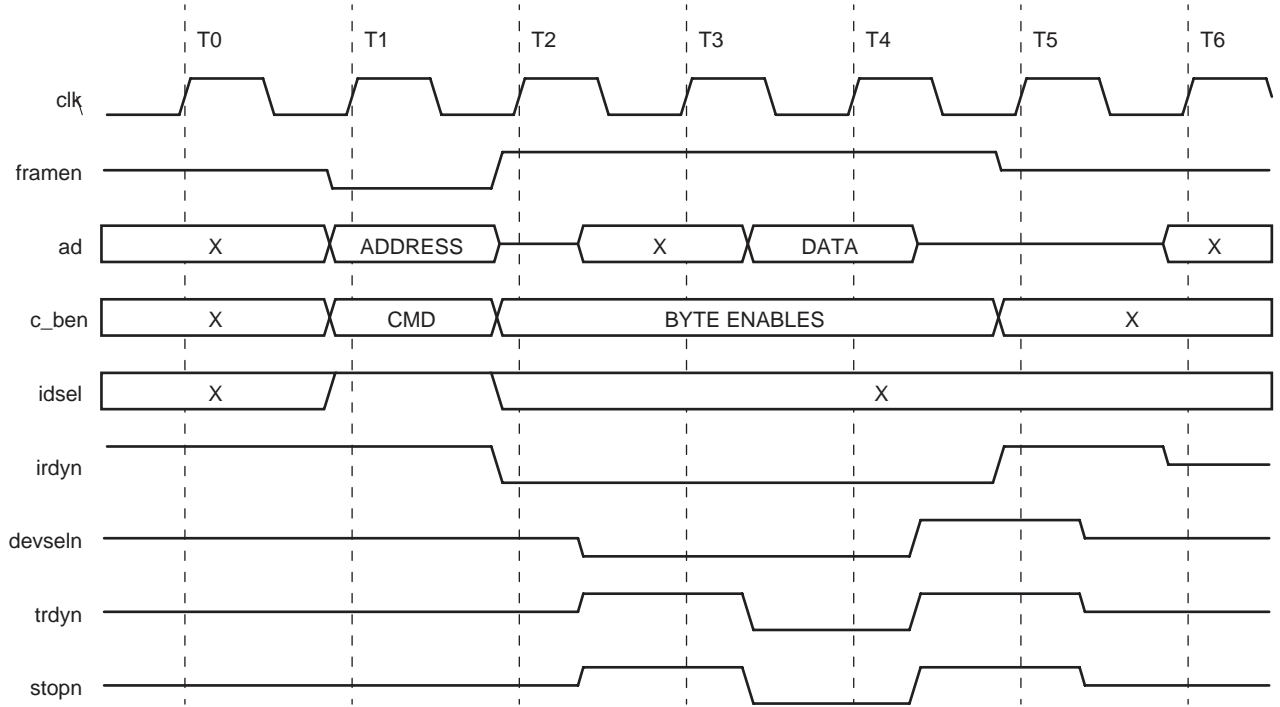 T0 T1 T2 T3 T4 T5 T6
clk
framen
ad X ADDRESS X DATA X
c_ben X CMD BYTE ENABLES X
idsel X X
irdyn
devseln
trdyn
stopn